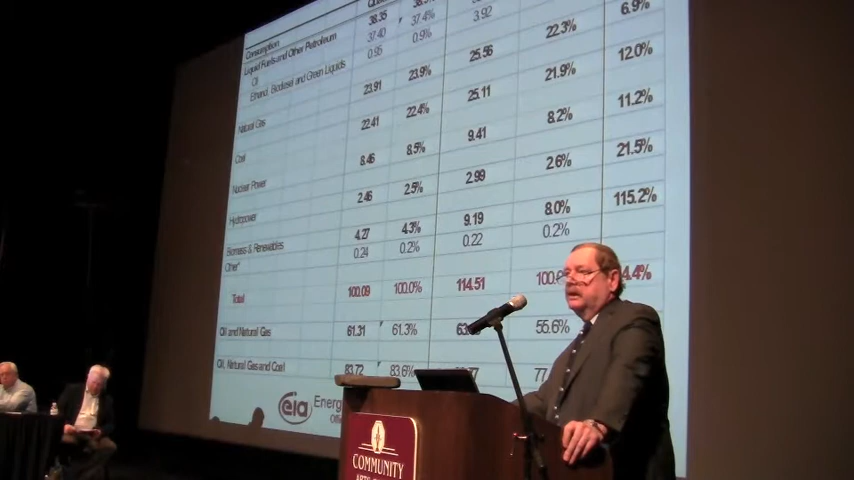 Consumption
38.35
Liquid Fuels and Other Petroleum 37.40 37.4% 3.92 6.9%
Oil 0.95 0.9% 22.3%
Ethanol, Biodiesel and Green Liquids 25.56 12.0%
23.91 23.9% 21.9%
Natural Gas 25.11 11.2%
22.41 22.4% 8.2%
Coal 9.41 21.5%
8.46 8.5% 2.6%
Nuclear Power 2.99 115.2%
2.46 2.5% 8.0%
Hydropower 9.19 0.2%
4.27 4.3% 0.22
Biomass & Renewables 0.24 0.2%
Other*
Total 100.09 100.0% 114.51 4.4%
Oil and Natural Gas 61.31 61.3% 55.6%
Oil, Natural Gas and Coal 83.72 83.6%
eia
COMMUNITY